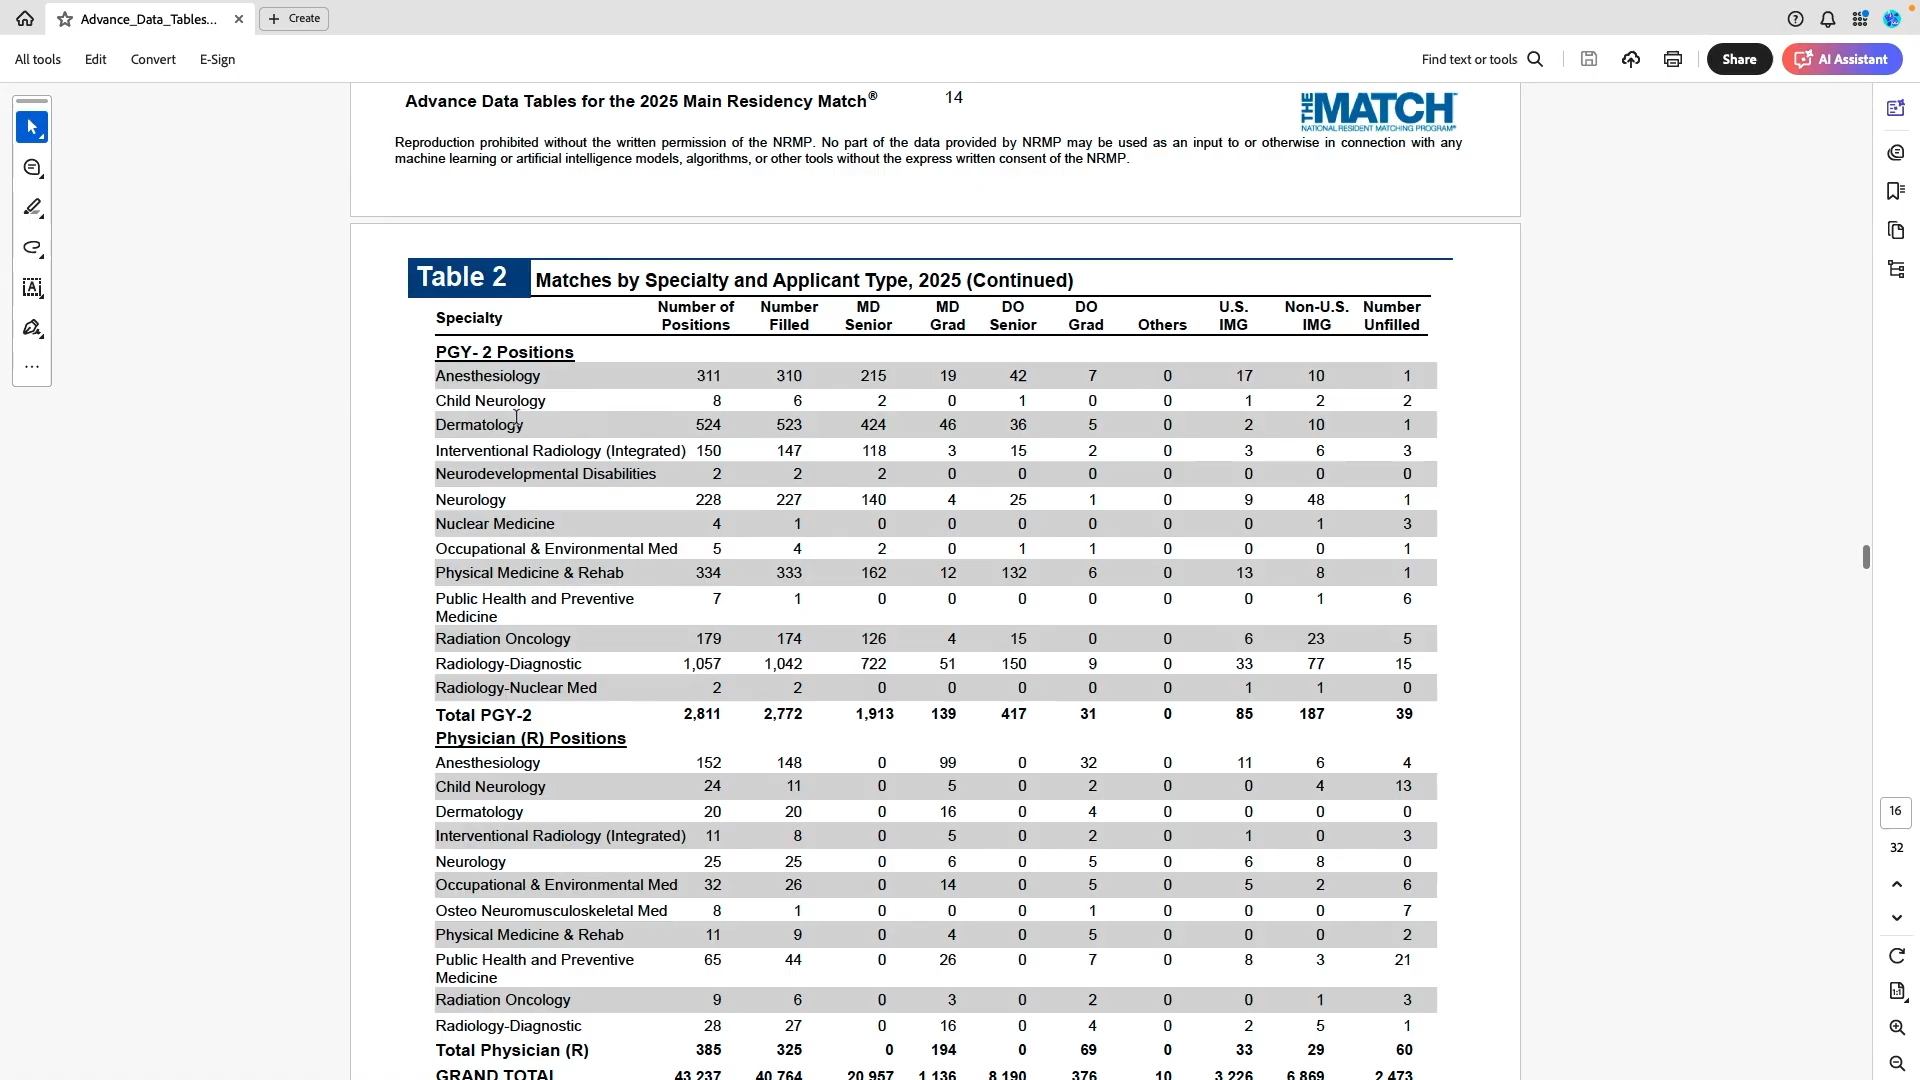 Advance_Data_Tables...
Create
All tools Edit Convert E-Sign
Find text or tools
Share
AI Assistant
Advance Data Tables for the 2025 Main Residency Match®
14
THE MATCH
NATIONAL RESIDENT MATCHING PROGRAM®
Reproduction prohibited without the written permission of the NRMP. No part of the data provided by NRMP may be used as an input to or otherwise in connection with any
machine learning or artificial intelligence models, algorithms, or other tools without the express written consent of the NRMP.
Table 2 Matches by Specialty and Applicant Type, 2025 (Continued)
Specialty Number of Positions Number Filled MD Senior MD Grad DO Senior DO Grad Others U.S. IMG Non-U.S. IMG Number Unfilled
PGY- 2 Positions
Anesthesiology 311 310 215 19 42 7 0 17 10 1
Child Neurology 8 6 2 0 1 0 0 1 2 2
Dermatology 524 523 424 46 36 5 0 2 10 1
Interventional Radiology (Integrated) 150 147 118 3 15 2 0 3 6 3
Neurodevelopmental Disabilities 2 2 2 0 0 0 0 0 0 0
Neurology 228 227 140 4 25 1 0 9 48 1
Nuclear Medicine 4 1 0 0 0 0 0 0 1 3
Occupational & Environmental Med 5 4 2 0 1 1 0 0 0 1
Physical Medicine & Rehab 334 333 162 12 132 6 0 13 8 1
Public Health and Preventive 7 1 0 0 0 0 0 0 1 6
Medicine
Radiation Oncology 179 174 126 4 15 0 0 6 23 5
Radiology-Diagnostic 1,057 1,042 722 51 150 9 0 33 77 15
Radiology-Nuclear Med 2 2 0 0 0 0 0 1 1 0
Total PGY-2 2,811 2,772 1,913 139 417 31 0 85 187 39
Physician (R) Positions
Anesthesiology 152 148 0 99 0 32 0 11 6 4
Child Neurology 24 11 0 5 0 2 0 0 4 13
Dermatology 20 20 0 16 0 4 0 0 0 0
Interventional Radiology (Integrated) 11 8 0 5 0 2 0 1 0 3
Neurology 25 25 0 6 0 5 0 6 8 0
Occupational & Environmental Med 32 26 0 14 0 5 0 5 2 6
Osteo Neuromusculoskeletal Med 8 1 0 0 0 1 0 0 0 7
Physical Medicine & Rehab 11 9 0 4 0 5 0 0 0 2
Public Health and Preventive 65 44 0 26 0 7 0 8 3 21
Medicine
Radiation Oncology 9 6 0 3 0 2 0 0 1 3
Radiology-Diagnostic 28 27 0 16 0 4 0 2 5 1
Total Physician (R) 385 325 0 194 0 69 0 33 29 60
GRAND TOTAL 43,237 40,764 20,957 1,136 8,190 376 10 3,226 6,869 2,473
16
32